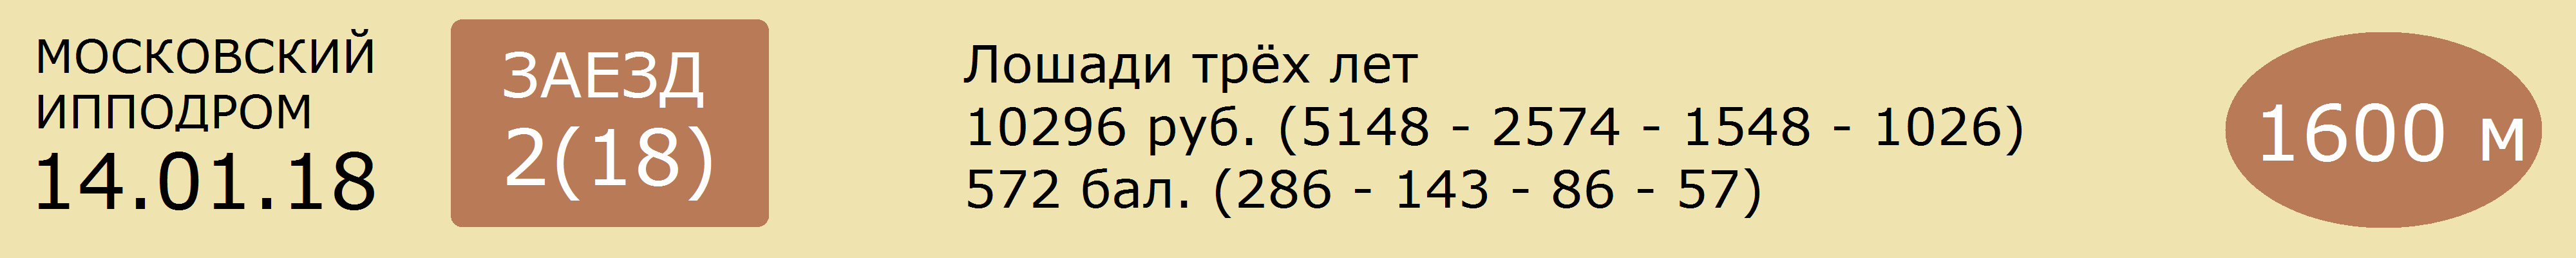 МОСКОВСКИЙ
ИППОДРОМ
14.01.18
ЗАЕЗД
2(18)
Лошади трёх лет
10296 руб. (5148 - 2574 - 1548 - 1026)
572 бал. (286 - 143 - 86 - 57)
1600 м